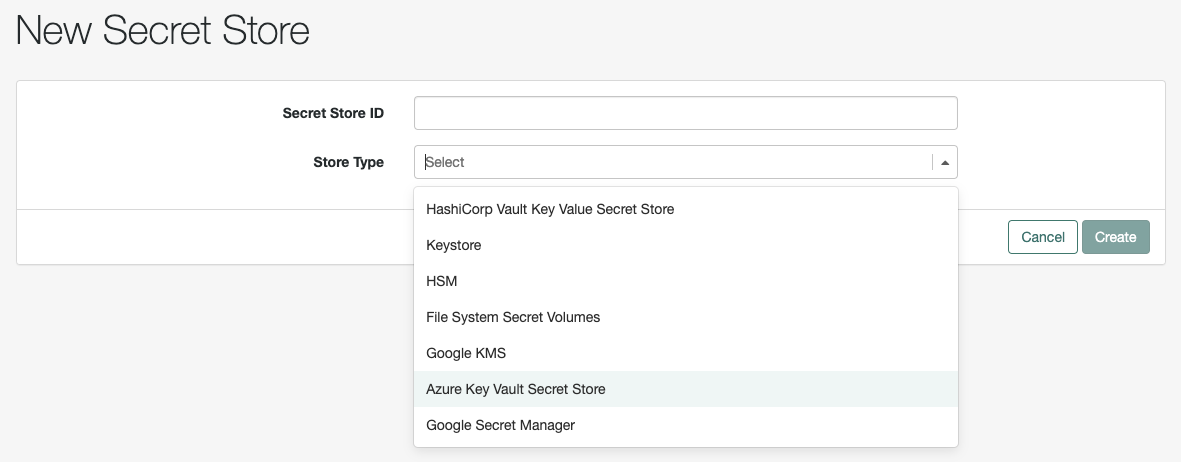 New Secret Store
Secret Store ID
Store Type
Select
HashiCorp Vault Key Value Secret Store
Keystore
HSM
File System Secret Volumes
Google KMS
Azure Key Vault Secret Store
Google Secret Manager
Cancel
Create